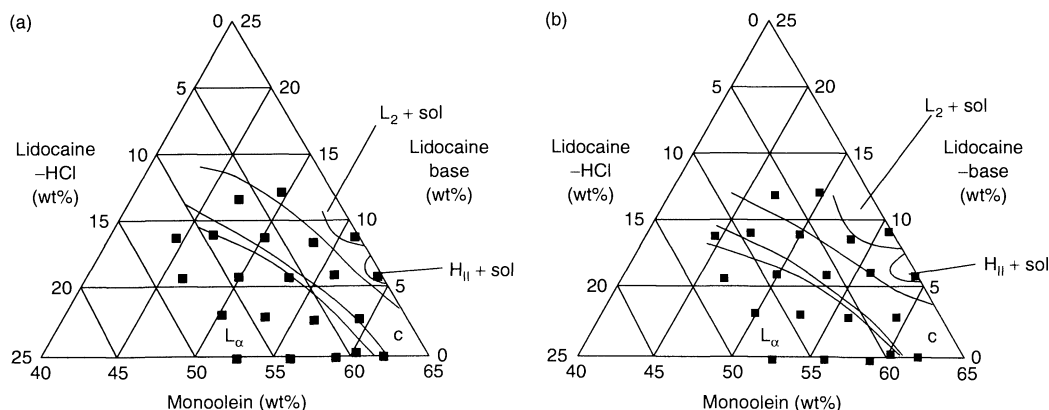 (a)
0
25
5
20
L2 + sol
Lidocaine
–HCl
(wt%)
10
15
Lidocaine
base
(wt%)
15
10
HII + sol
20
5
Lα
c
25
0
40
45
50
55
60
65
Monoolein (wt%)
(b)
0
25
5
20
L2 + sol
Lidocaine
–HCl
(wt%)
10
15
Lidocaine
–base
(wt%)
15
10
HII + sol
20
5
Lα
c
25
0
40
45
50
55
60
65
Monoolein (wt%)